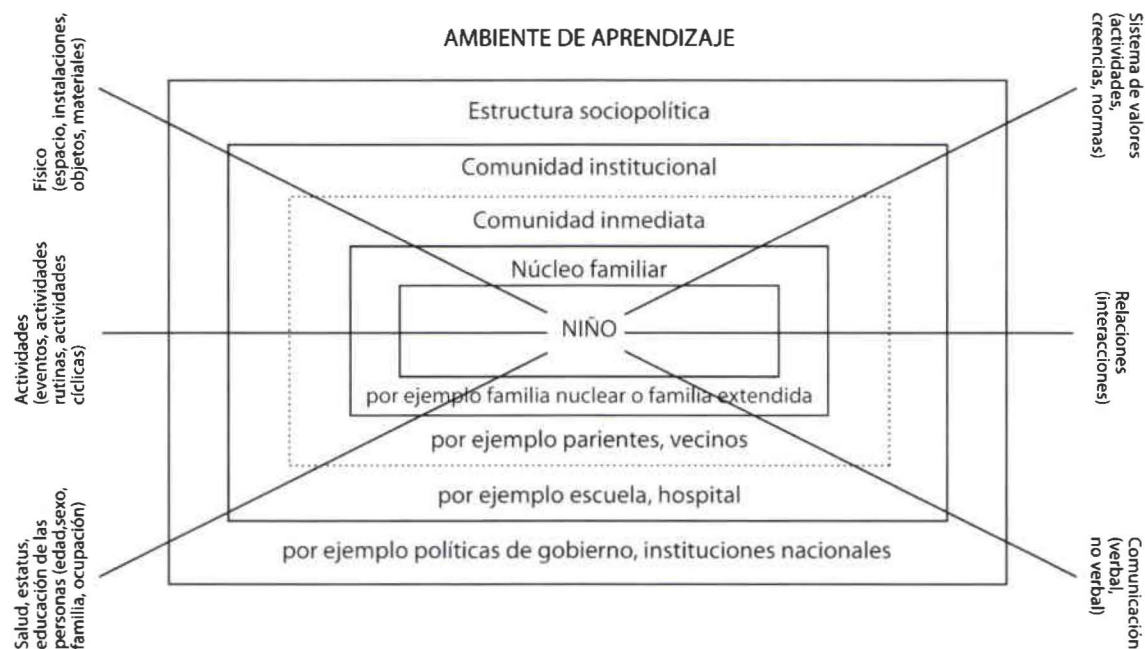 AMBIENTE DE APRENDIZAJE
Estructura sociopolítica
Comunidad institucional
Comunidad inmediata
Núcleo familiar
NIÑO
por ejemplo familia nuclear o familia extendida
por ejemplo parientes, vecinos
por ejemplo escuela, hospital
por ejemplo políticas de gobierno, instituciones nacionales
Físico
(espacio, instalaciones,
objetos, materiales)
Actividades
(eventos, actividades
rutinas, actividades
cíclicas)
Salud, estatus,
educación de las
personas (edad,sexo,
familia, ocupación)
Sistema de valores
(actividades,
creencias, normas)
Relaciones
(interacciones)
Comunicación
(verbal,
no verbal)